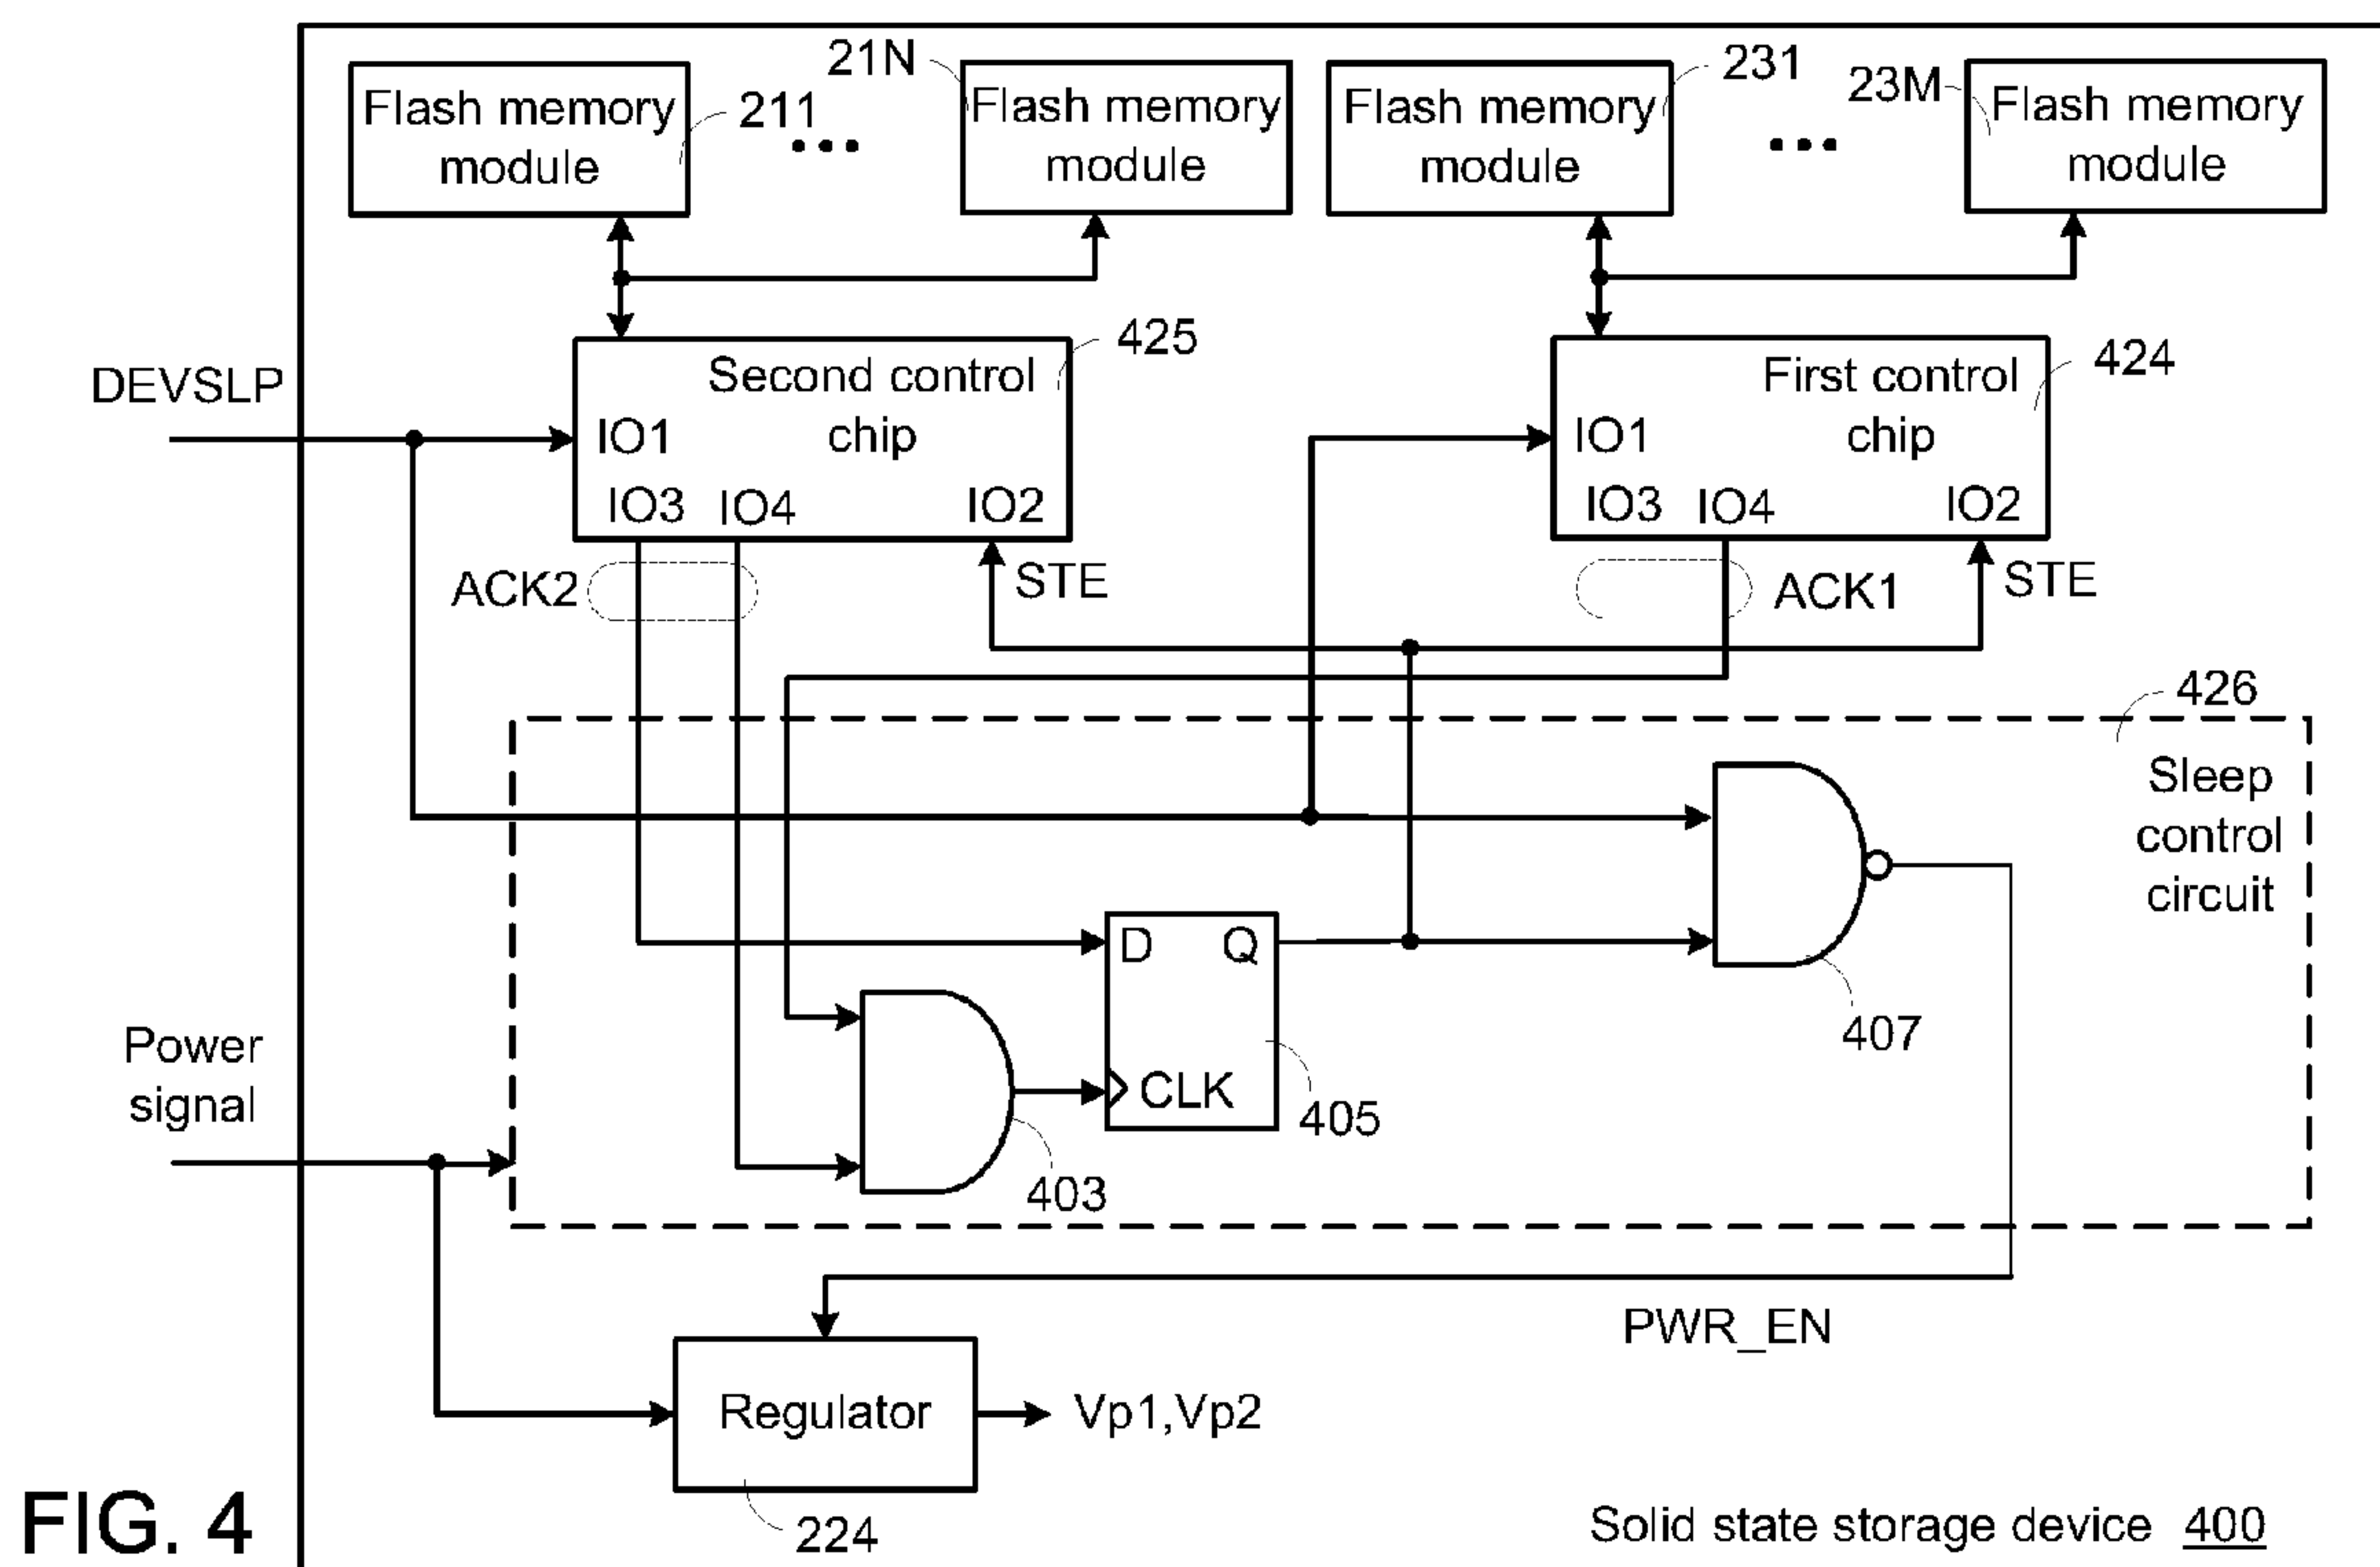 Flash memory
module
211
21N
Flash memory
module
Flash memory
module
231
23M
Flash memory
module
DEVSLP
Second control
chip
IO1
IO3
IO4
IO2
425
First control
chip
IO1
IO3
IO4
IO2
424
ACK2
STE
ACK1
STE
426
Sleep
control
circuit
D
Q
CLK
405
403
407
Power
signal
PWR_EN
Regulator
Vp1,Vp2
224
FIG. 4
Solid state storage device 400